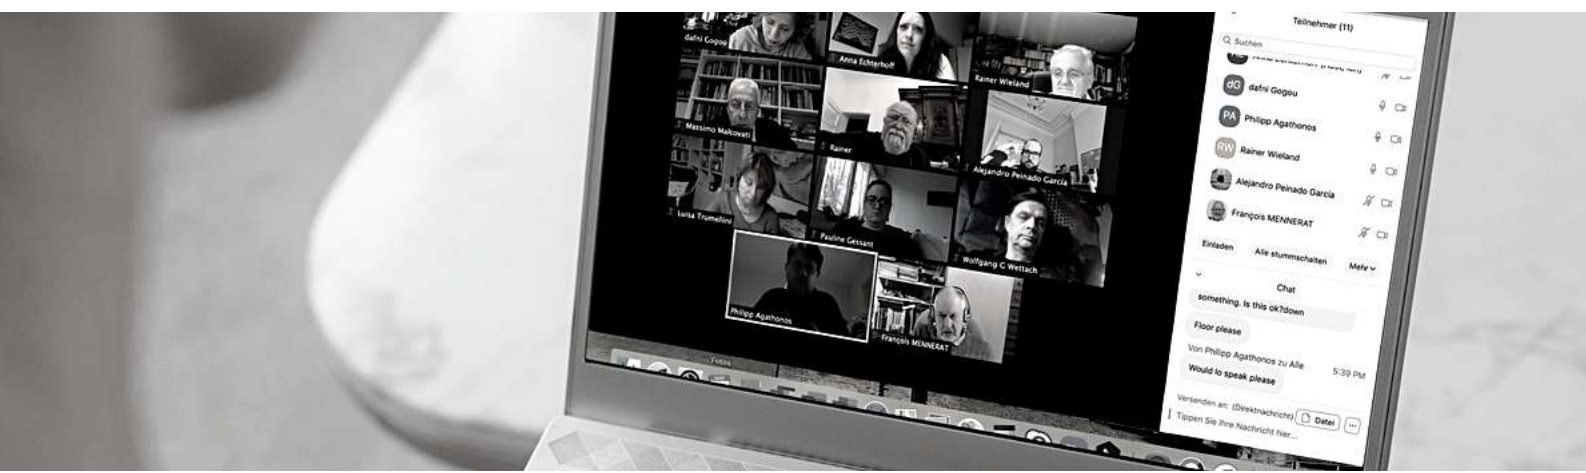 dafni Gogou
Anna Echterhoff
Rainer Wieland
Massimo Malcovati
Rainer
Alejandro Peinado García
Luisa Trumellini
Pauline Gessant
Wolfgang G Wettach
Philipp Agathonos
François MENNERAT
Fotos
Teilnehmer (11)
Suchen
dG dafni Gogou
PA Philipp Agathonos
RW Rainer Wieland
Alejandro Peinado García
François MENNERAT
Einladen Alle stummschalten Mehr
Chat
something. Is this ok?down
Floor please
Von Philipp Agathonos zu Alle 5:39 PM
Would lo speak please
Versenden an: (Direktnachricht) Datei ...
Tippen Sie Ihre Nachricht hier...